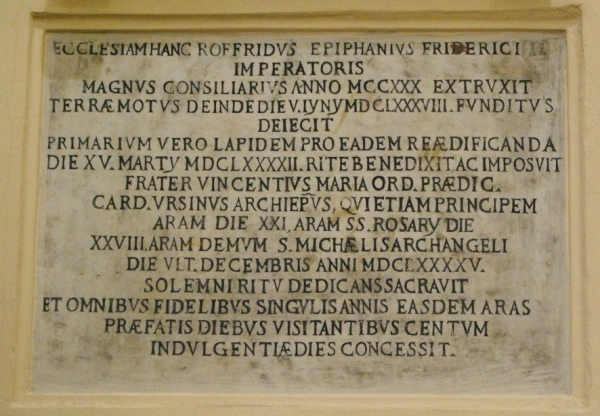 ECCLESIAM HANC ROFFRIDVS EPIPHANIVS FRIDERICI II
IMPERATORIS
MAGNVS CONSILIARIVS ANNO MCCXXX EXTRVXIT
TERRÆMOTVS DEINDE DIE V. IVNY MDCLXXXVIII. FVNDITVS
DEIECIT
PRIMARIVM VERO LAPIDEM PRO EADEM REÆDIFICANDA
DIE XV. MARTY MDCLXXXXII. RITE BENEDIXIT AC IMPOSVIT
FRATER VINCENTIVS MARIA ORD. PRÆDIC.
CARD. VRSINVS ARCHIEPVS, QVI ETIAM PRINCIPEM
ARAM DIE XXI, ARAM SS. ROSARY DIE
XXVIII. ARAM DEMVM S. MICHÆLIS ARCHANGELI
DIE VLT. DECEMBRIS ANNI MDCLXXXXV.
SOLEMNI RITV DEDICANS SACRAVIT
ET OMNIBVS FIDELIBVS SINGVLIS ANNIS EASDEM ARAS
PRÆFATIS DIEBVS VISITANTIBVS CENTVM
INDVLGENTIÆ DIES CONCESSIT.